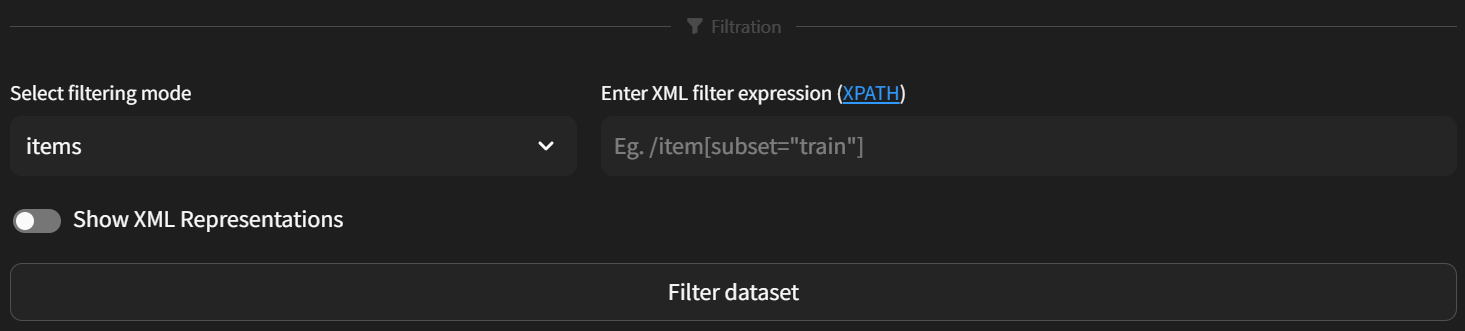 Filtration
Select filtering mode
Enter XML filter expression (XPATH)
items
Eg. /item[subset="train"]
Show XML Representations
Filter dataset